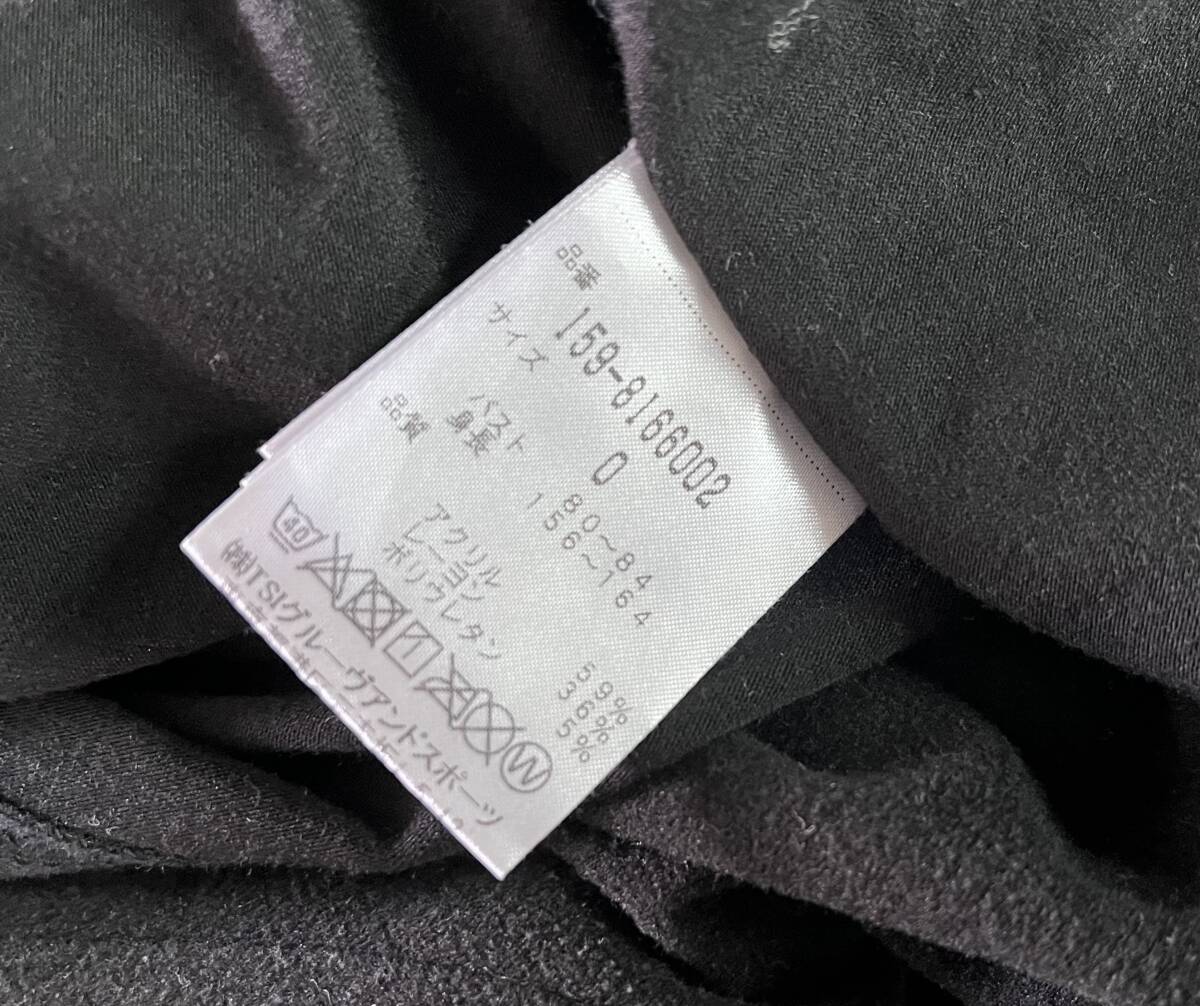 品番 159-8166002
サイズ 0
バスト 80~84
身長 156~164
品質
アクリル 59%
レーヨン 36%
ポリウレタン 5%
40
W
(株)TSIグルーヴアンドスポーツ